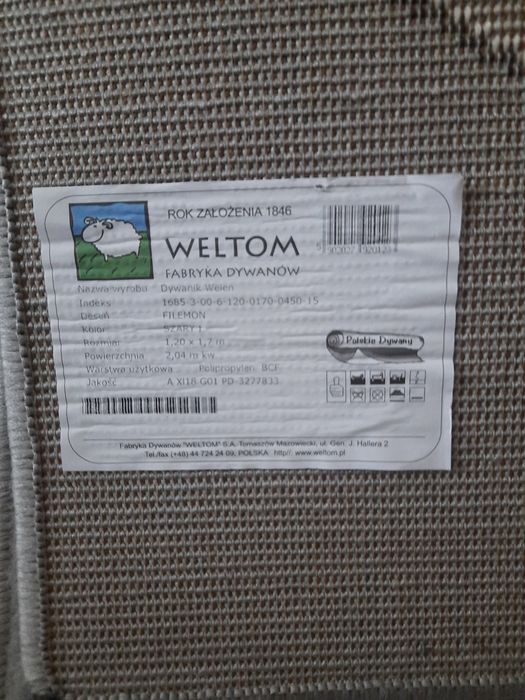 ROK ZAŁOŻENIA 1846
WELTOM
FABRYKA DYWANÓW
Nazwa wyrobu Dywanik Welen
Indeks 1685-3-00-6-120-0170-0450-15
Deseń FILEMON
Kolor SZARY 1
Rozmiar 1,20 x 1,7 m
Powierzchnia 2,04 m kw
Warstwa użytkowa Polipropylen BCF
Jakość A XI18 G01 PD-3277833
Polskie Dywany
Fabryka Dywanów "WELTOM" S.A. Tomaszów Mazowiecki, ul. Gen. J. Hallera 2
Tel./fax (+48) 44 724 24 09, POLSKA http//: www.weltom.pl